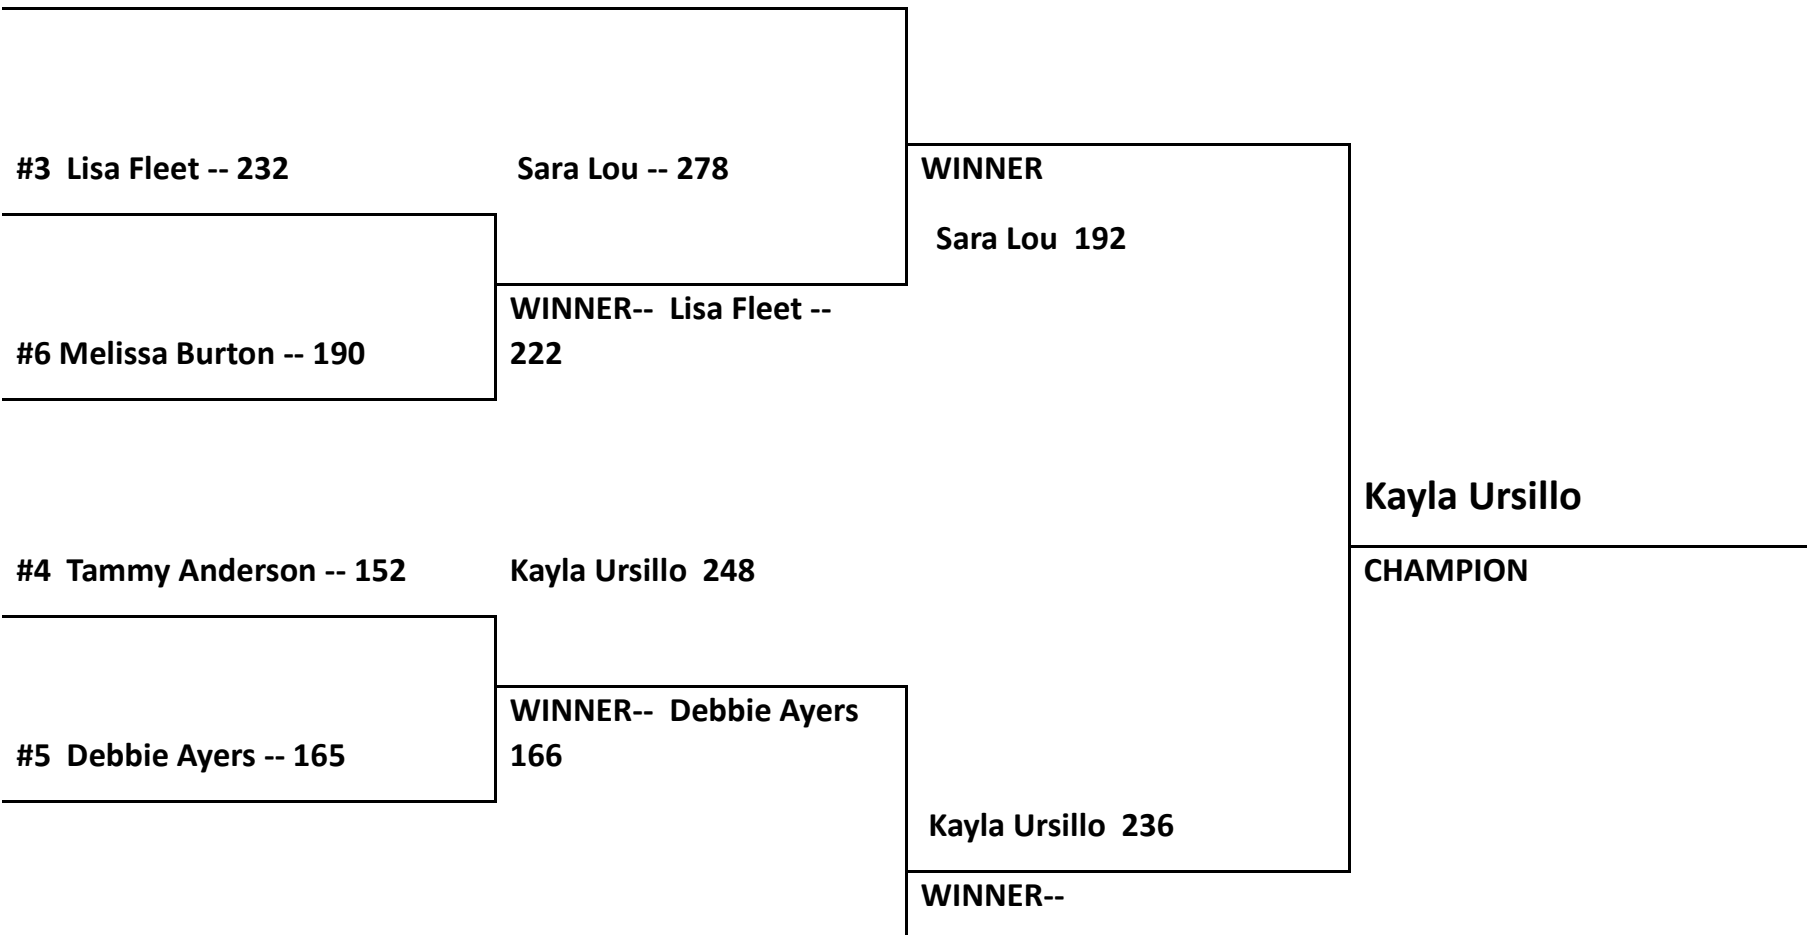 #3  Lisa Fleet -- 232
Sara Lou -- 278
WINNER
Sara Lou  192
WINNER--  Lisa Fleet --
222
#6 Melissa Burton -- 190
Kayla Ursillo
CHAMPION
#4  Tammy Anderson -- 152
Kayla Ursillo  248
WINNER--  Debbie Ayers
166
#5  Debbie Ayers -- 165
Kayla Ursillo  236
WINNER--